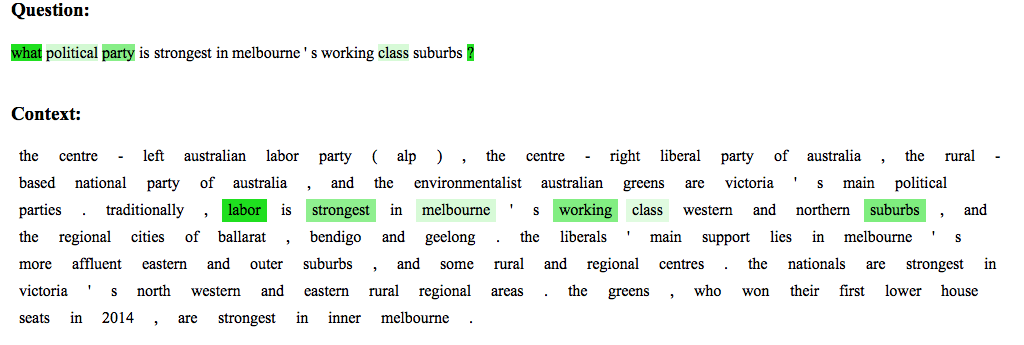 Question:
what political party is strongest in melbourne ' s working class suburbs ?
Context:
the centre - left australian labor party ( alp ) , the centre - right liberal party of australia , the rural -
based national party of australia , and the environmentalist australian greens are victoria ' s main political
parties . traditionally , labor is strongest in melbourne ' s working class western and northern suburbs , and
the regional cities of ballarat , bendigo and geelong . the liberals ' main support lies in melbourne ' s
more affluent eastern and outer suburbs , and some rural and regional centres . the nationals are strongest in
victoria ' s north western and eastern rural regional areas . the greens , who won their first lower house
seats in 2014 , are strongest in inner melbourne .